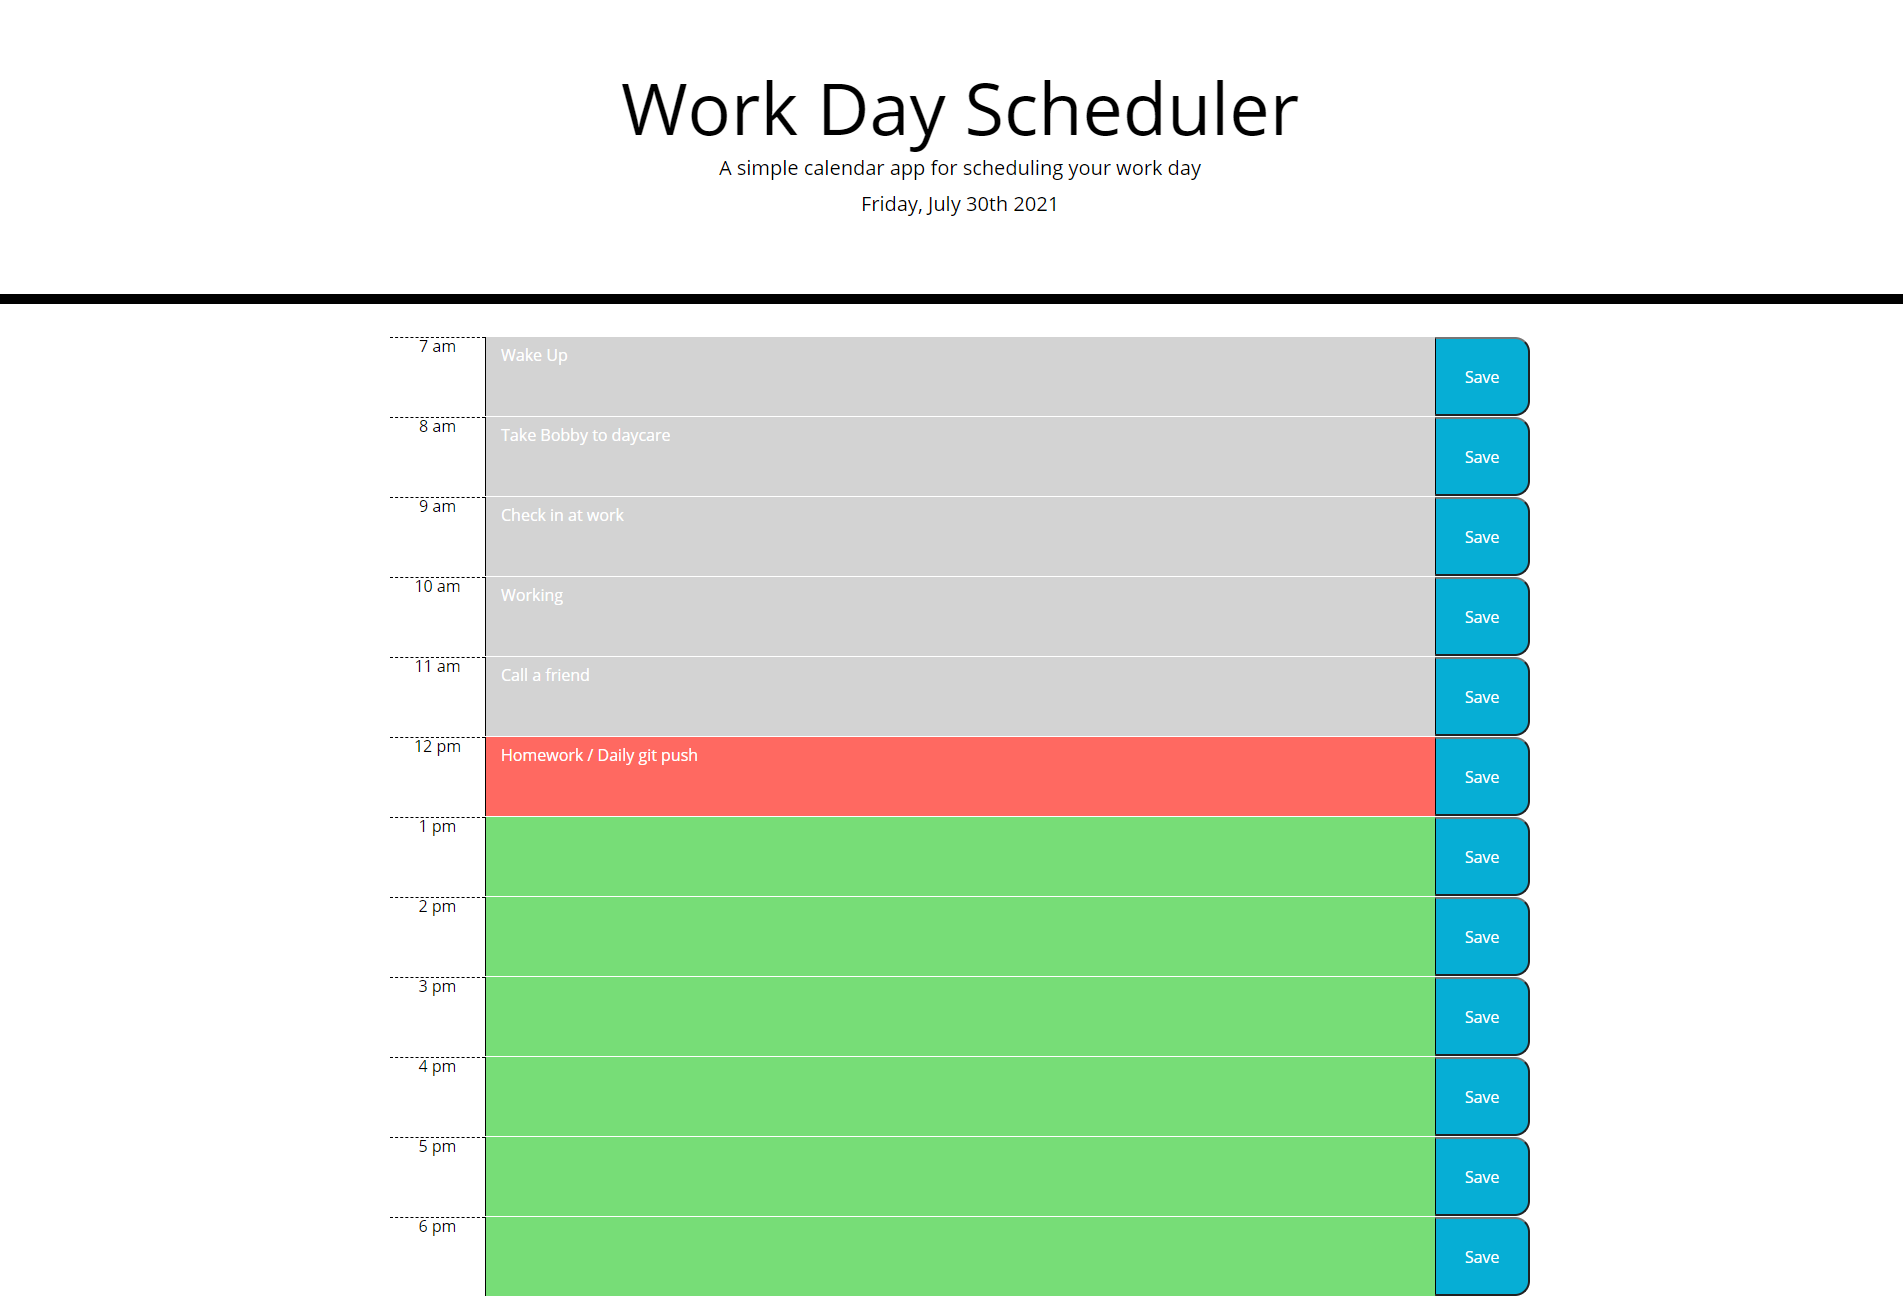 Work Day Scheduler
A simple calendar app for scheduling your work day
Friday, July 30th 2021
7 am Wake Up Save
8 am Take Bobby to daycare Save
9 am Check in at work Save
10 am Working Save
11 am Call a friend Save
12 pm Homework / Daily git push Save
1 pm Save
2 pm Save
3 pm Save
4 pm Save
5 pm Save
6 pm Save